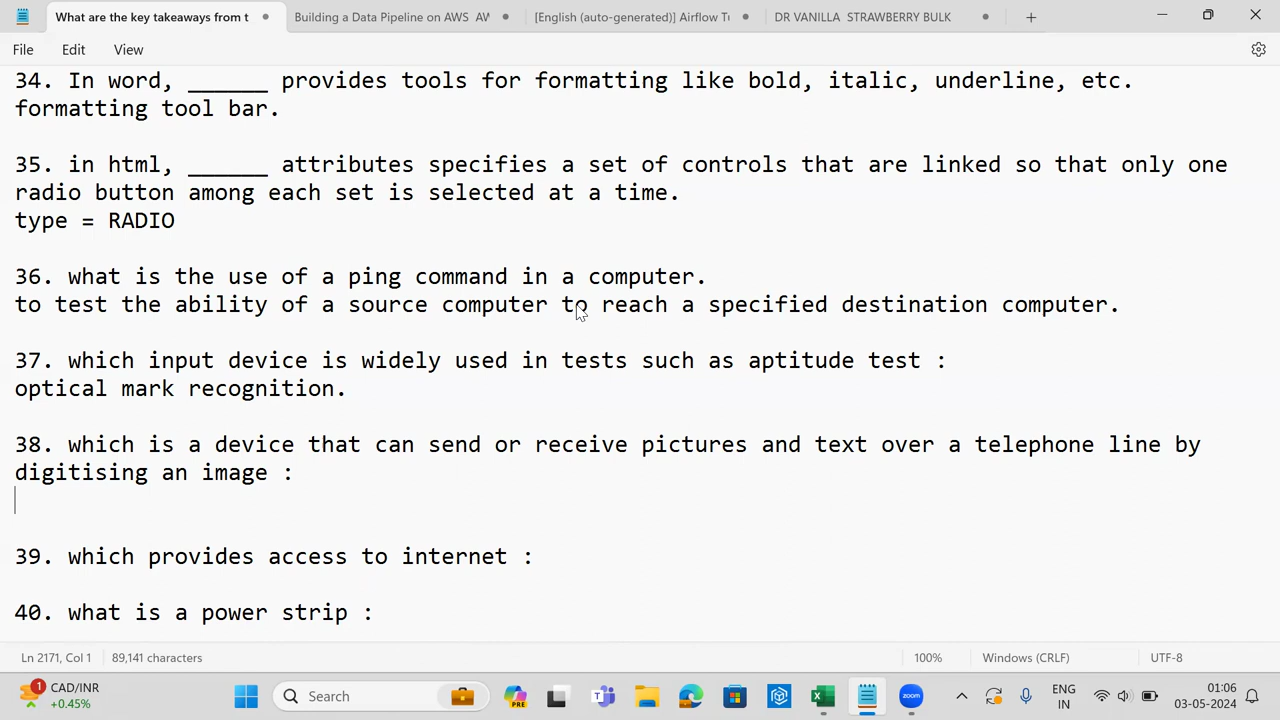 What are the key takeaways from t
Building a Data Pipeline on AWS AV
[English (auto-generated)] Airflow Tu
DR VANILLA STRAWBERRY BULK
File Edit View
34. In word, ______ provides tools for formatting like bold, italic, underline, etc.
formatting tool bar.
35. in html, ______ attributes specifies a set of controls that are linked so that only one
radio button among each set is selected at a time.
type = RADIO
36. what is the use of a ping command in a computer.
to test the ability of a source computer to reach a specified destination computer.
37. which input device is widely used in tests such as aptitude test :
optical mark recognition.
38. which is a device that can send or receive pictures and text over a telephone line by
digitising an image :
39. which provides access to internet :
40. what is a power strip :
Ln 2171, Col 1 89,141 characters 100% Windows (CRLF) UTF-8
1 CAD/INR
+0.45%
Search
PRE
zoom
ENG
IN
01:06
03-05-2024